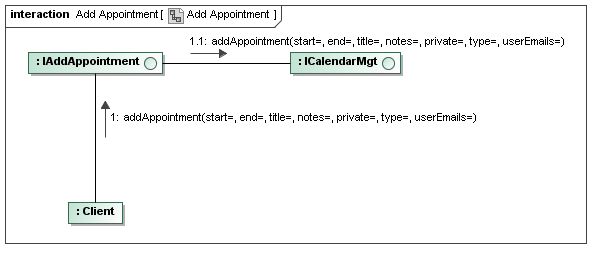 interaction Add Appointment [ Add Appointment ]
1.1: addAppointment(start=, end=, title=, notes=, private=, type=, userEmails=)
: IAddAppointment
: ICalendarMgt
1: addAppointment(start=, end=, title=, notes=, private=, type=, userEmails=)
: Client